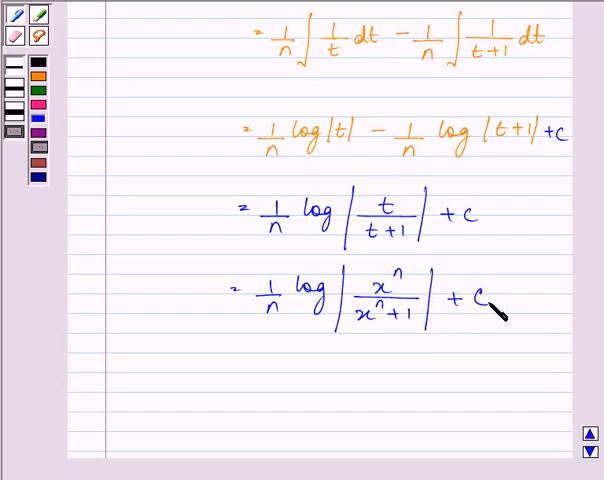 = 1/n ∫ 1/t dt − 1/n ∫ 1/(t+1) dt
= 1/n log |t| − 1/n log |t+1| + c
= 1/n log | t/(t+1) | + c
= 1/n log | xⁿ/(xⁿ+1) | + c